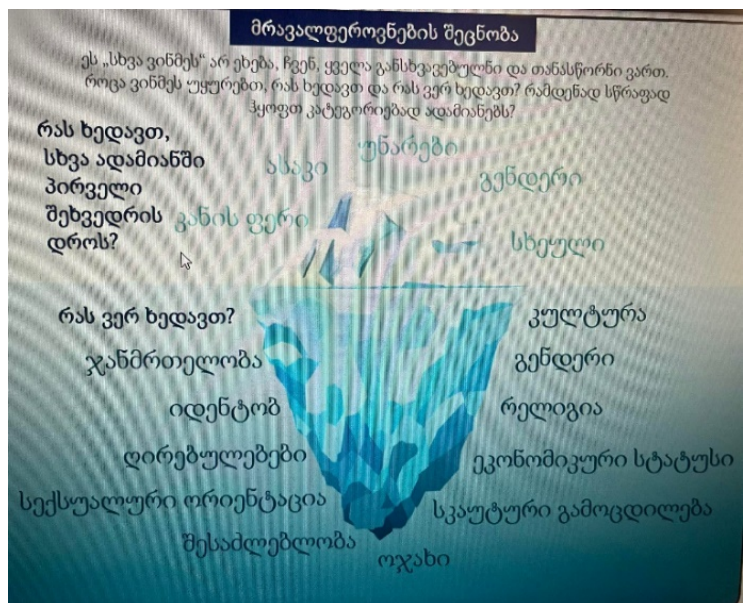 მრავალფეროვნების შეცნობა
ეს „სხვა ვინმეს“ არ ეხება, ჩვენ, ყველა განსხვავებულნი და თანასწორნი ვართ.
როცა ვინმეს უყურებთ, რას ხედავთ და რას ვერ ხედავთ? რამდენად სწრაფად
ჰყოფთ კატეგორიებად ადამიანებს?
რას ხედავთ,
სხვა ადამიანში
პირველი
შეხვედრის
დროს?
ასაკი
უნარები
გენდერი
კანის ფერი
სხეული
რას ვერ ხედავთ?
კულტურა
ჯანმრთელობა
გენდერი
იდენტობ
რელიგია
ღირებულებები
ეკონომიკური სტატუსი
სექსუალური ორიენტაცია
სკაუტური გამოცდილება
შესაძლებლობა
ოჯახი